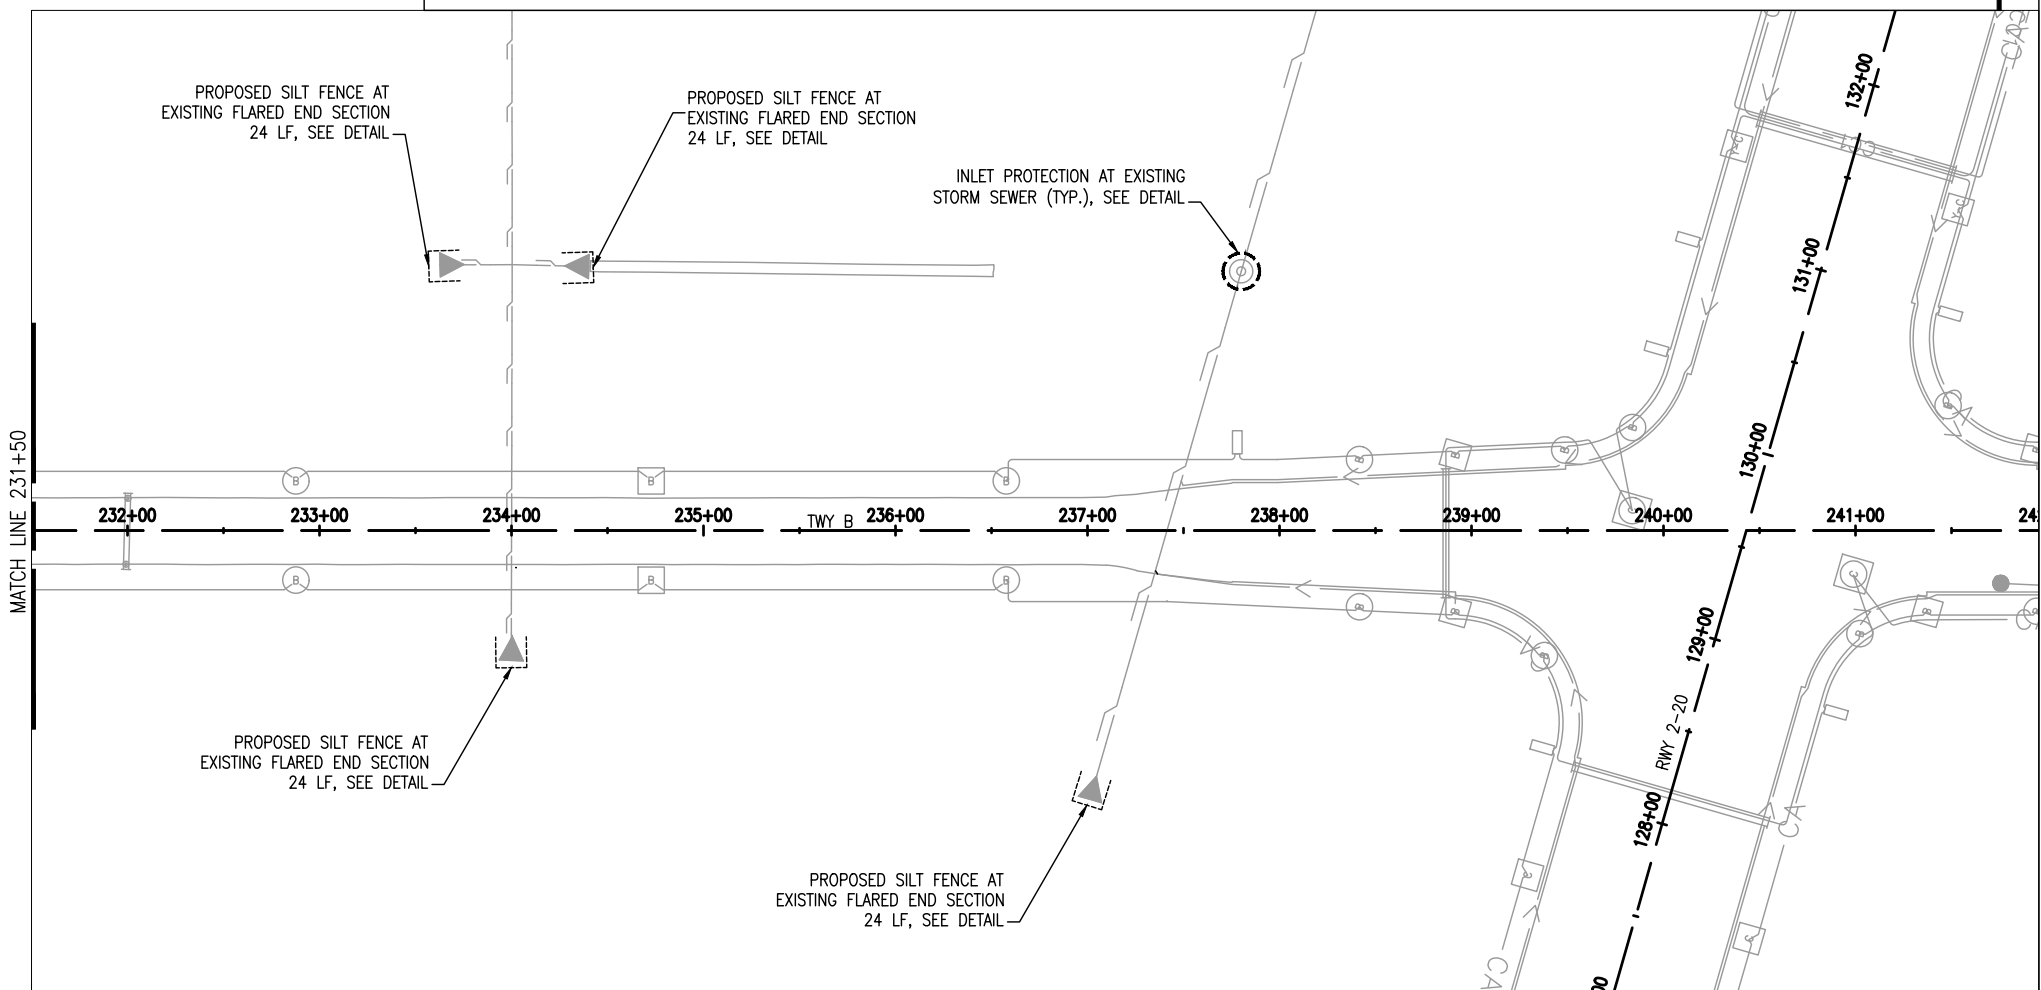 PROPOSED SILT FENCE AT
EXISTING FLARED END SECTION
24 LF, SEE DETAIL
PROPOSED SILT FENCE AT
EXISTING FLARED END SECTION
24 LF, SEE DETAIL
INLET PROTECTION AT EXISTING
STORM SEWER (TYP.), SEE DETAIL
132+00
131+00
130+00
129+00
128+00
RWY 2-20
MATCH LINE 231+50
232+00
233+00
234+00
235+00
TWY B
236+00
237+00
238+00
239+00
240+00
241+00
PROPOSED SILT FENCE AT
EXISTING FLARED END SECTION
24 LF, SEE DETAIL
PROPOSED SILT FENCE AT
EXISTING FLARED END SECTION
24 LF, SEE DETAIL
Y-C
Y-C
B
B
B
B
B
B
B
B
B
B
B
B
C
C
C
CA
CA